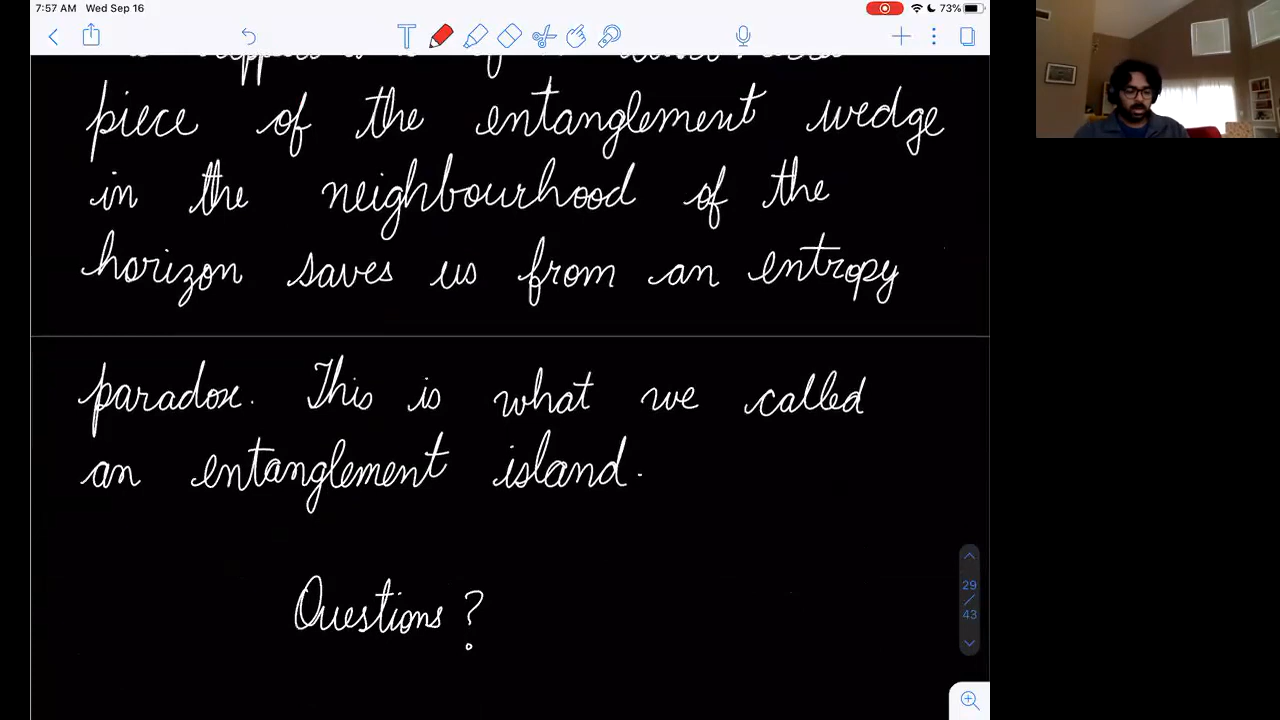 7:57 AM Wed Sep 16 73%
T
piece of the entanglement wedge
in the neighbourhood of the
horizon saves us from an entropy
paradox. This is what we called
an entanglement island.
Questions ?
29
/
43